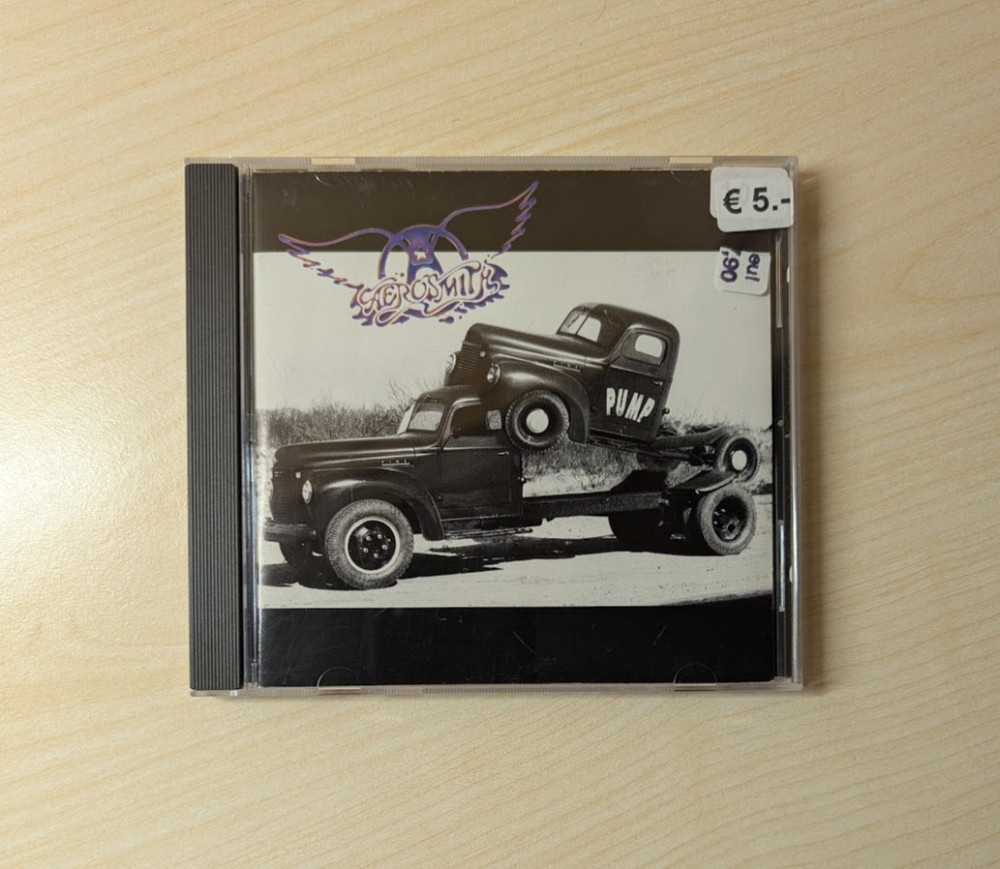 € 5.-
AEROSMITH
PUMP